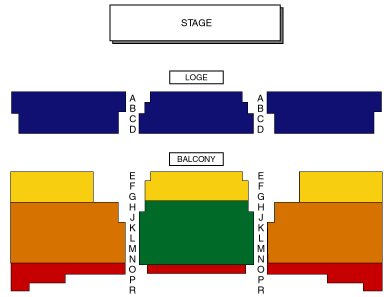 STAGE
LOGE
A A
B B
C C
D D
BALCONY
E E
F F
G G
H H
J J
K K
L L
M M
N N
O O
P P
R R